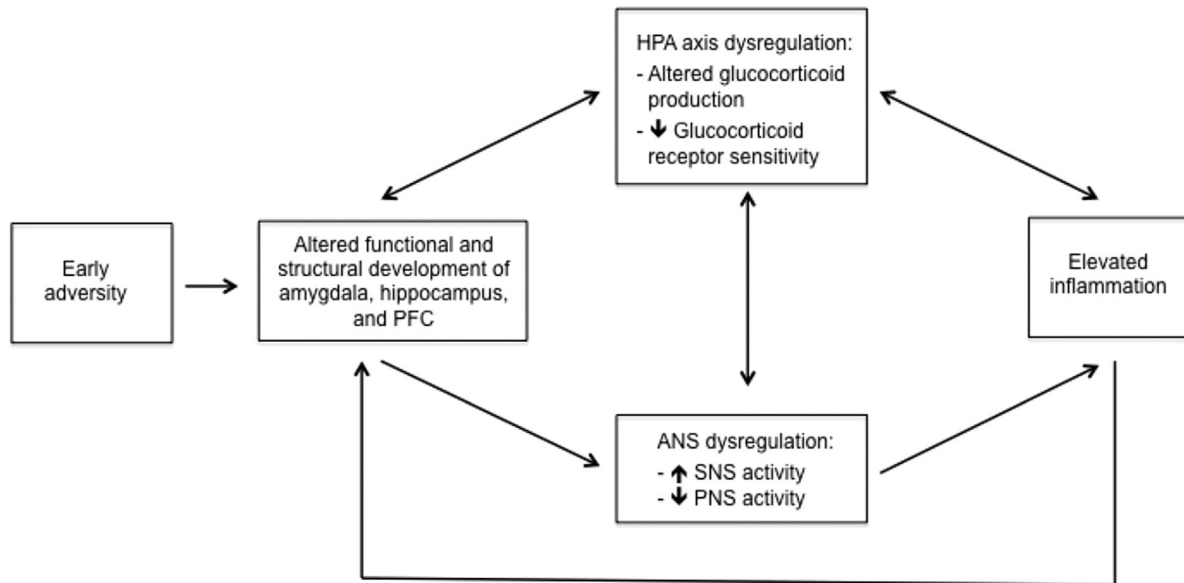 HPA axis dysregulation:
- Altered glucocorticoid
production
- 🡇 Glucocorticoid
receptor sensitivity
Early
adversity
Altered functional and
structural development of
amygdala, hippocampus,
and PFC
Elevated
inflammation
ANS dysregulation:
- 🡅 SNS activity
- 🡇 PNS activity